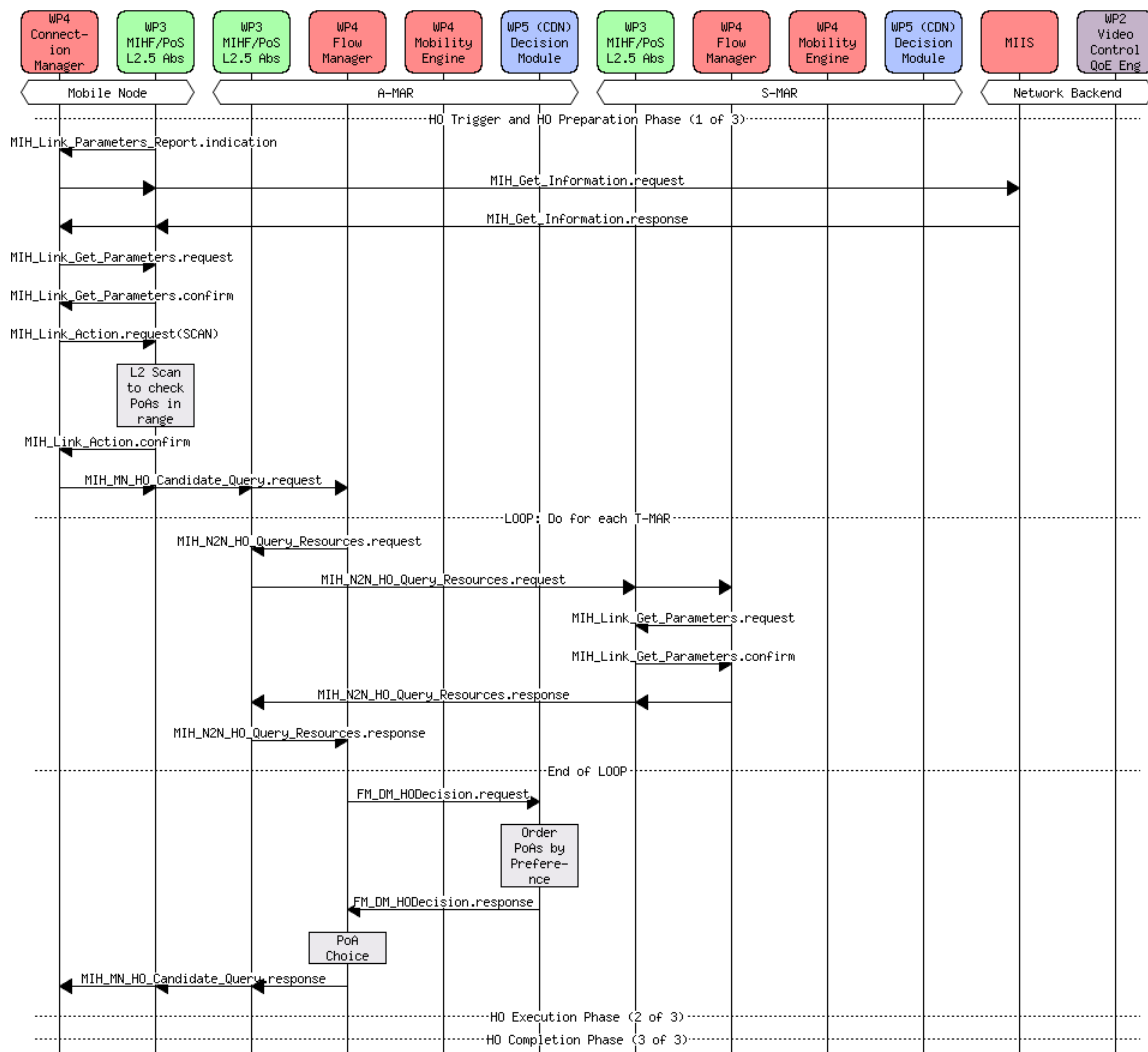 WP4
Connect-
ion
Manager
WP3
MIHF/PoS
L2.5 Abs
WP3
MIHF/PoS
L2.5 Abs
WP4
Flow
Manager
WP4
Mobility
Engine
WP5 (CDN)
Decision
Module
WP3
MIHF/PoS
L2.5 Abs
WP4
Flow
Manager
WP4
Mobility
Engine
WP5 (CDN)
Decision
Module
MIIS
WP2
Video
Control
QoE Eng
Mobile Node
A-MAR
S-MAR
Network Backend
HO Trigger and HO Preparation Phase (1 of 3)
MIH_Link_Parameters_Report.indication
MIH_Get_Information.request
MIH_Get_Information.response
MIH_Link_Get_Parameters.request
MIH_Link_Get_Parameters.confirm
MIH_Link_Action.request(SCAN)
L2 Scan
to check
PoAs in
range
MIH_Link_Action.confirm
MIH_MN_HO_Candidate_Query.request
LOOP: Do for each T-MAR
MIH_N2N_HO_Query_Resources.request
MIH_N2N_HO_Query_Resources.request
MIH_Link_Get_Parameters.request
MIH_Link_Get_Parameters.confirm
MIH_N2N_HO_Query_Resources.response
MIH_N2N_HO_Query_Resources.response
End of LOOP
FM_DM_HODecision.request
Order
PoAs by
Prefere-
nce
FM_DM_HODecision.response
PoA
Choice
MIH_MN_HO_Candidate_Query.response
HO Execution Phase (2 of 3)
HO Completion Phase (3 of 3)